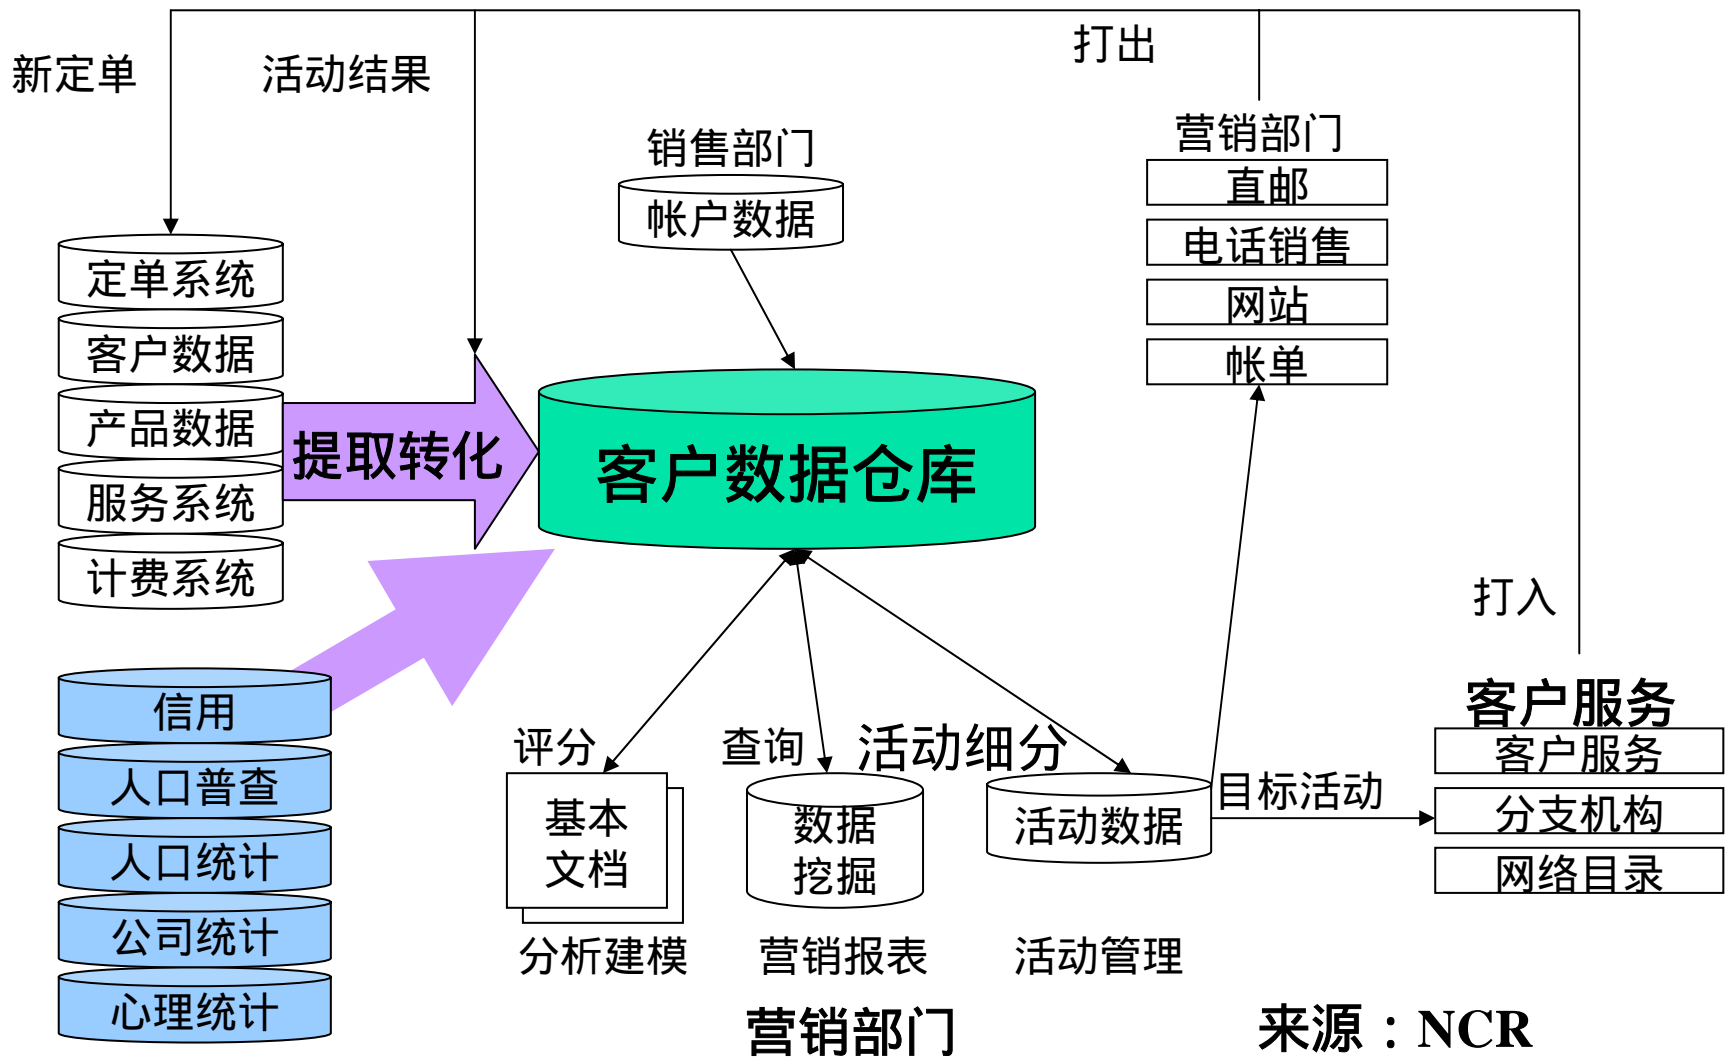 打出
新定单
活动结果
营销部门
销售部门
直邮
帐户数据
电话销售
定单系统
网站
客户数据
帐单
产品数据
提取转化
客户数据仓库
服务系统
计费系统
打入
信用
客户服务
评分
查询
活动细分
客户服务
人口普查
目标活动
基本
文档
数据
挖掘
活动数据
分支机构
人口统计
网络目录
公司统计
分析建模
营销报表
活动管理
心理统计
营销部门
来源：NCR